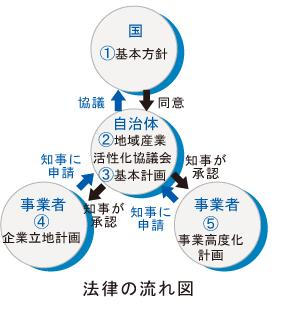 国
①基本方針
協議
同意
自治体
②地域産業
活性化協議会
③基本計画
知事に
申請
知事が
承認
事業者
④
企業立地計画
知事が
承認
知事に
申請
事業者
⑤
事業高度化
計画
法律の流れ図